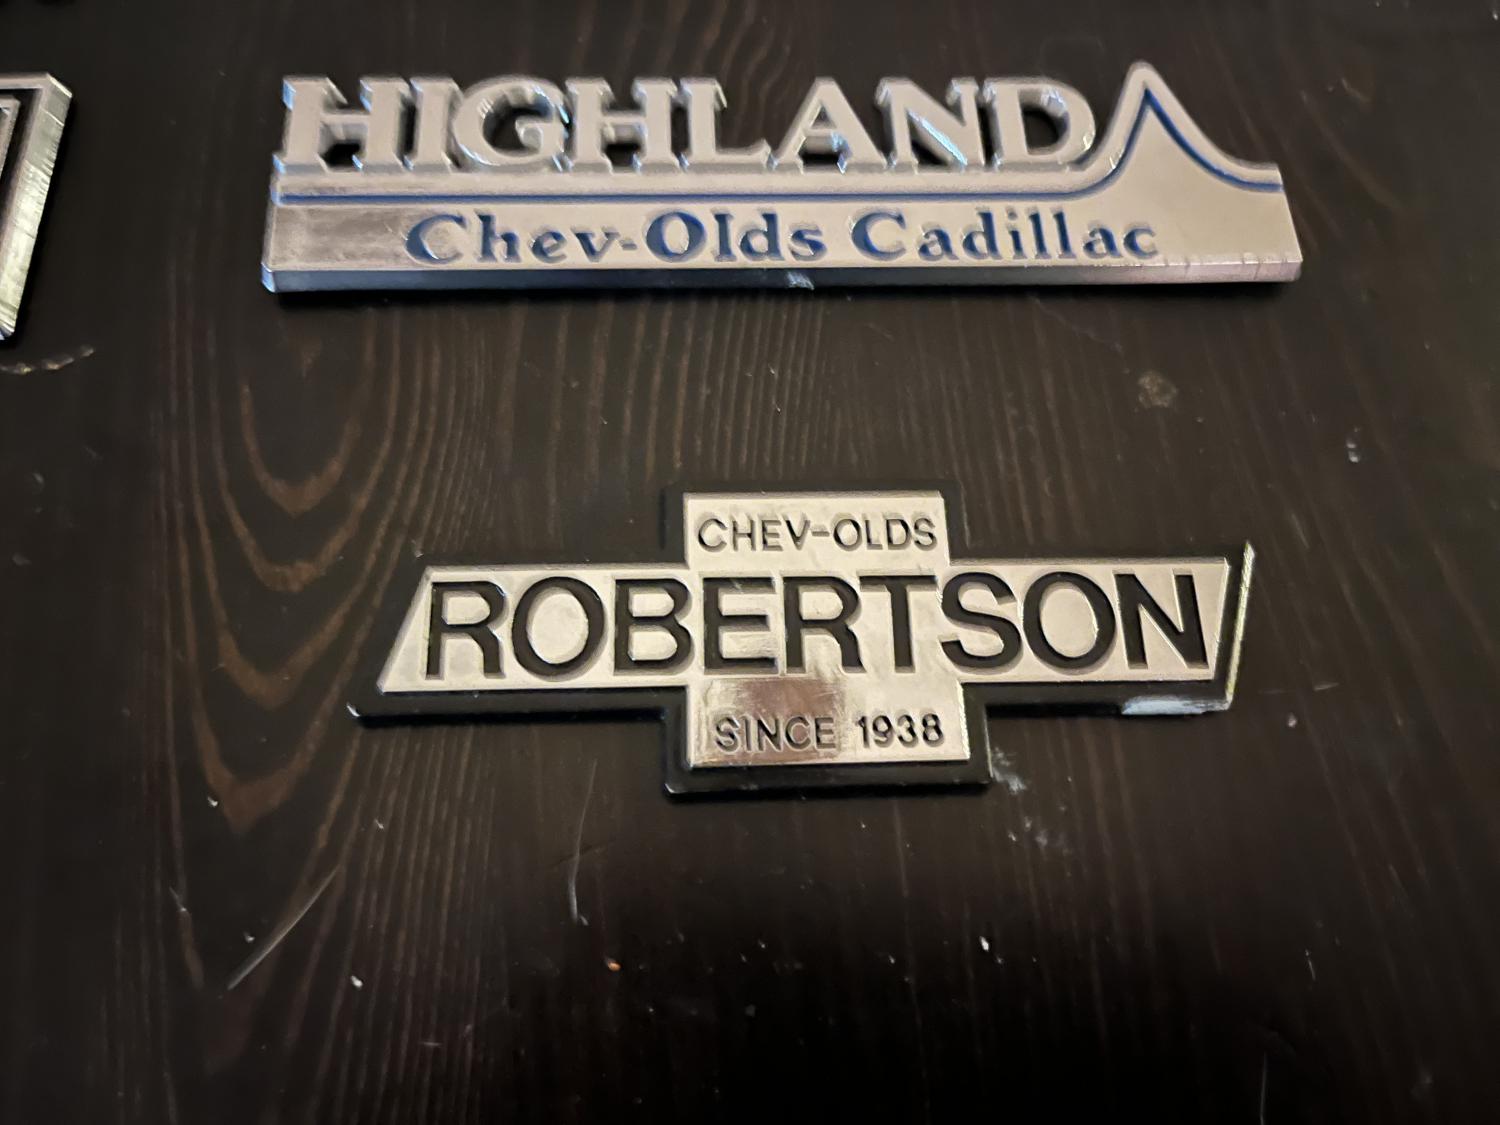 HIGHLAND
Chev-Olds Cadillac
CHEV-OLDS
ROBERTSON
SINCE 1938